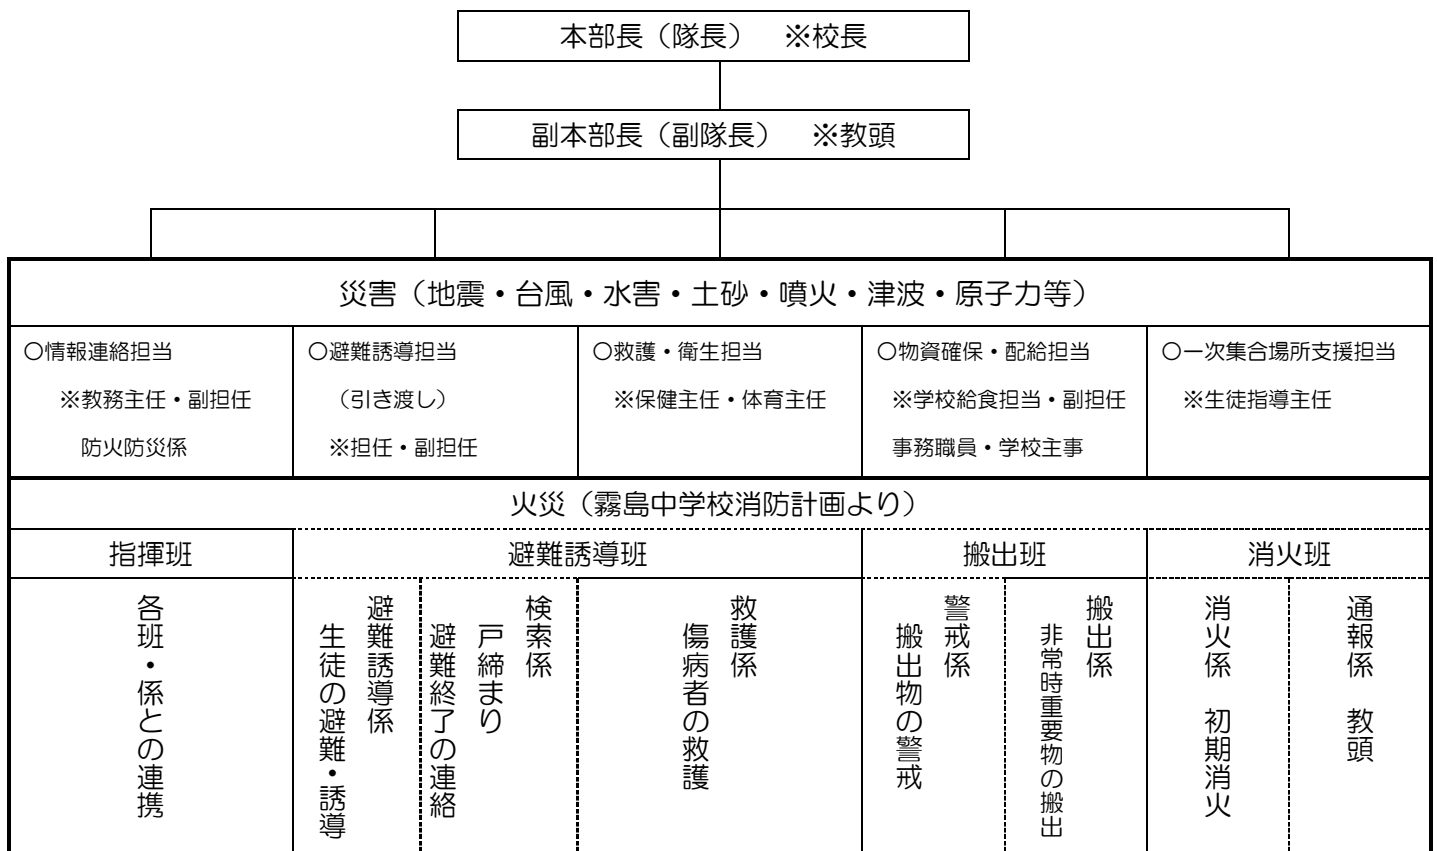 本部長（隊長）　※校長
副本部長（副隊長）　※教頭
災害（地震・台風・水害・土砂・噴火・津波・原子力等）
〇情報連絡担当
※教務主任・副担任
防火防災係
〇避難誘導担当
（引き渡し）
※担任・副担任
〇救護・衛生担当
※保健主任・体育主任
〇物資確保・配給担当
※学校給食担当・副担任
事務職員・学校主事
〇一次集合場所支援担当
※生徒指導主任
火災（霧島中学校消防計画より）
指揮班
避難誘導班
搬出班
消火班
各班・係との連携
避難誘導係
生徒の避難・誘導
検索係
戸締まり
避難終了の連絡
救護係
傷病者の救護
警戒係
搬出物の警戒
搬出係
非常時重要物の搬出
消火係　初期消火
通報係　教頭